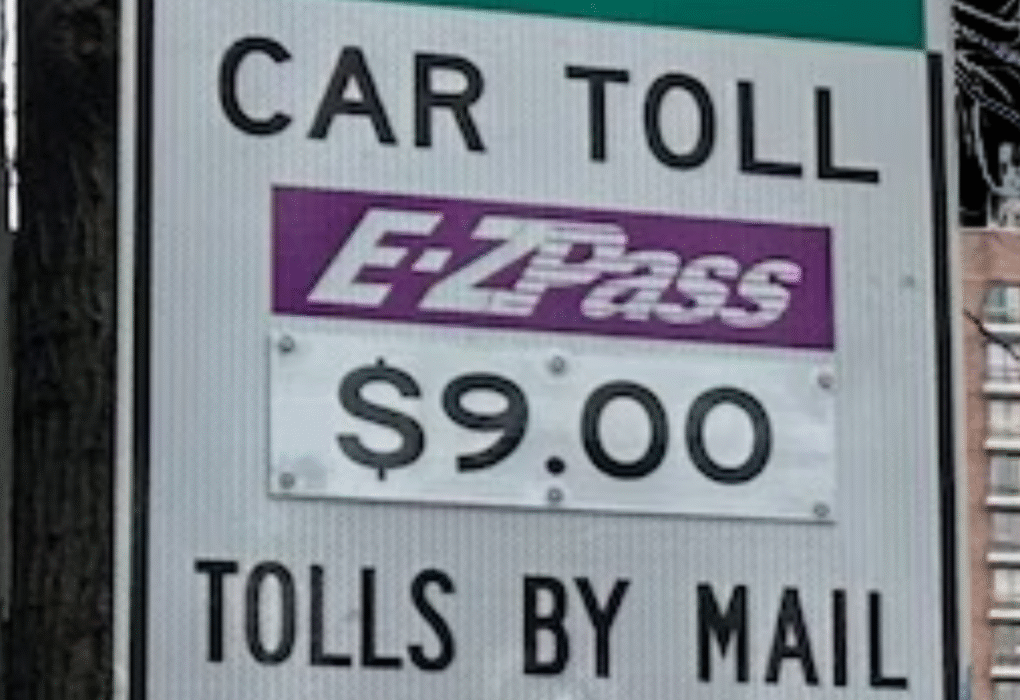 CAR TOLL
E-ZPass
$9.00
TOLLS BY MAIL